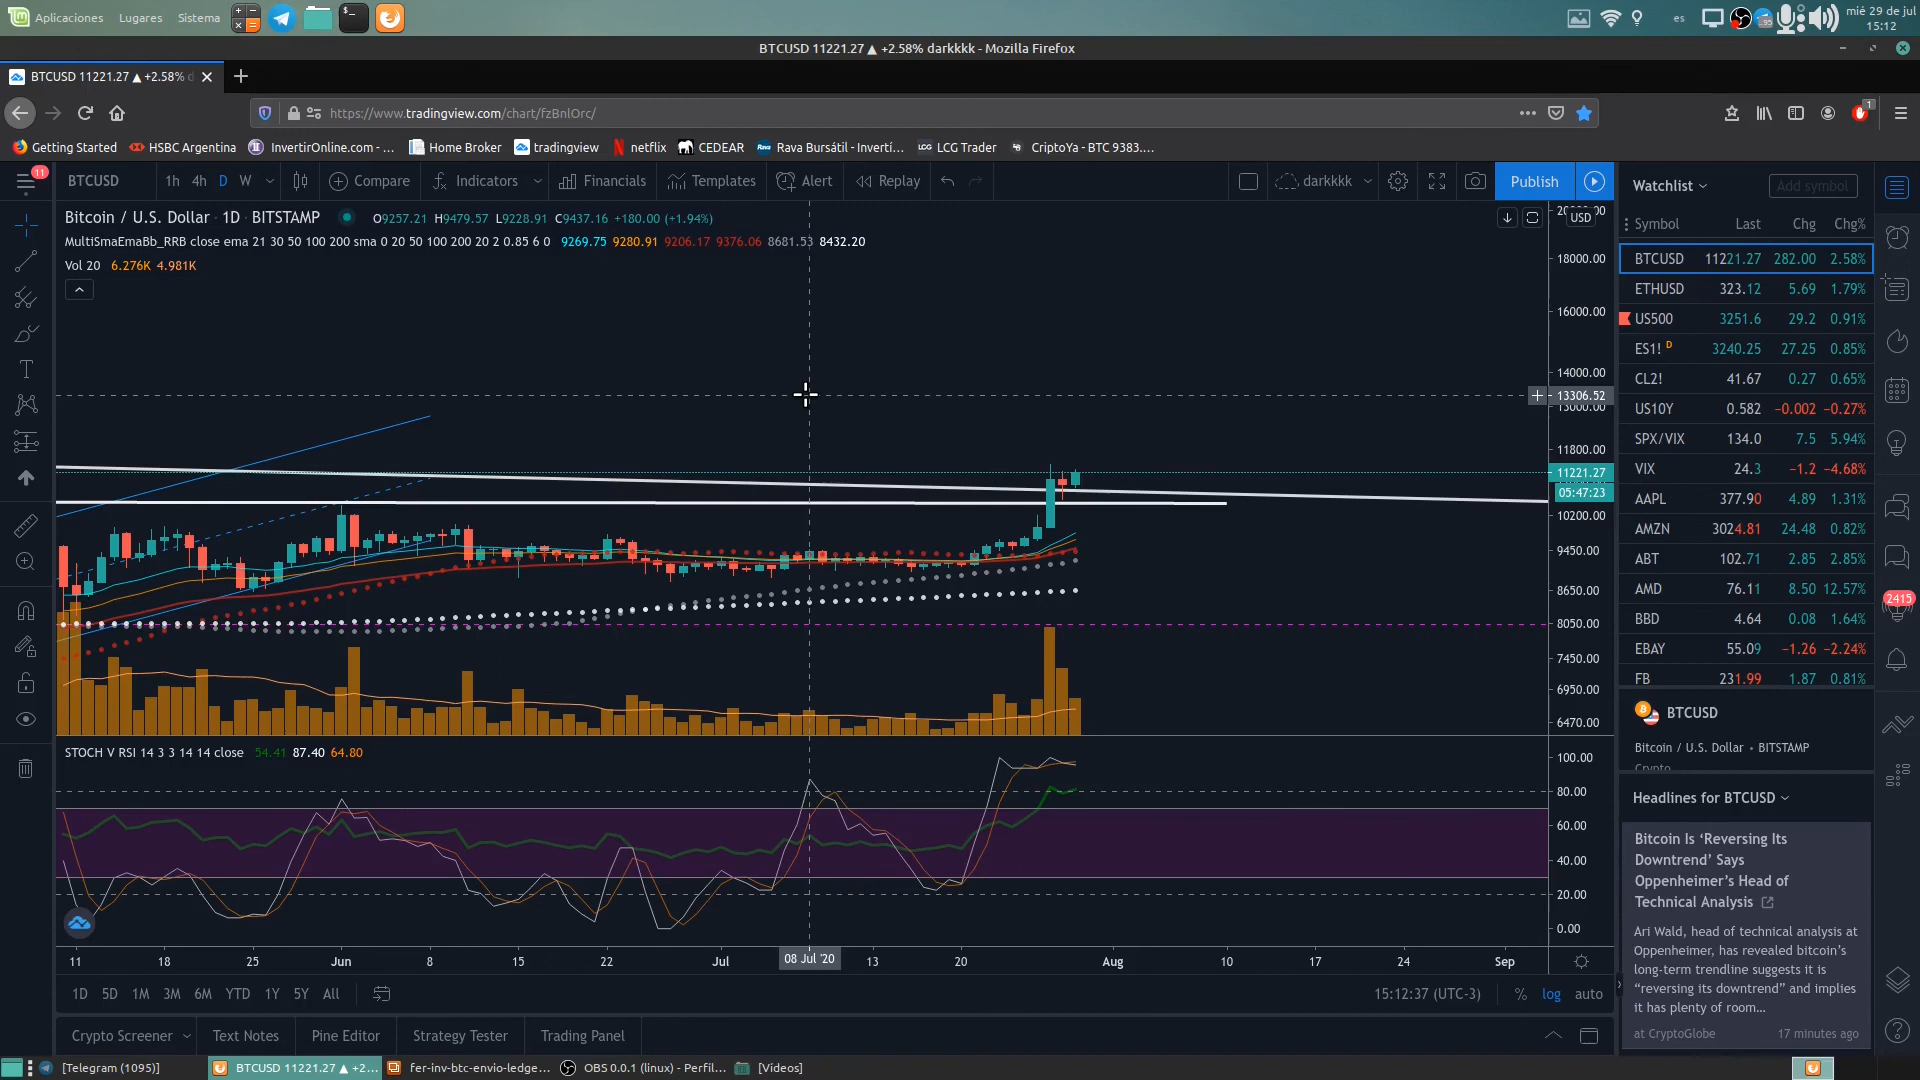 Aplicaciones Lugares Sistema
es
95
mié 29 de jul
15:12
BTCUSD 11221.27 ▲ +2.58% darkkkk - Mozilla Firefox
BTCUSD 11221.27 ▲ +2.58% d
https://www.tradingview.com/chart/fzBnlOrc/
1
Getting Started HSBC Argentina InvertirOnline.com - ... Home Broker tradingview netflix CEDEAR Rava Bursátil - Invertí... LCG Trader CriptoYa - BTC 9383....
11
BTCUSD 1h 4h D W Compare Indicators Financials Templates Alert Replay darkkkk Publish
Bitcoin / U.S. Dollar · 1D · BITSTAMP O9257.21 H9479.57 L9228.91 C9437.16 +180.00 (+1.94%)
MultiSmaEmaBb_RRB close ema 21 30 50 100 200 sma 0 20 50 100 200 20 2 0.85 6 0 9269.75 9280.91 9206.17 9376.06 8681.53 8432.20
Vol 20 6.276K 4.981K
USD
18000.00
16000.00
14000.00
13306.52
13000.00
11800.00
11221.27
05:47:23
10200.00
9450.00
8650.00
8050.00
7450.00
6950.00
6470.00
STOCH V RSI 14 3 3 14 14 close 54.41 87.40 64.80
100.00
80.00
60.00
40.00
20.00
0.00
11 18 25 Jun 8 15 22 Jul 08 Jul '20 13 20 Aug 10 17 24 Sep
1D 5D 1M 3M 6M YTD 1Y 5Y All
15:12:37 (UTC-3) % log auto
Crypto Screener Text Notes Pine Editor Strategy Tester Trading Panel
Watchlist Add symbol
Symbol Last Chg Chg%
BTCUSD 11221.27 282.00 2.58%
ETHUSD 323.12 5.69 1.79%
US500 3251.6 29.2 0.91%
ES1! D 3240.25 27.25 0.85%
CL2! 41.67 0.27 0.65%
US10Y 0.582 −0.002 −0.27%
SPX/VIX 134.0 7.5 5.94%
VIX 24.3 −1.2 −4.68%
AAPL 377.90 4.89 1.31%
AMZN 3024.81 24.48 0.82%
ABT 102.71 2.85 2.85%
AMD 76.11 8.50 12.57%
BBD 4.64 0.08 1.64%
EBAY 55.09 −1.26 −2.24%
FB 231.99 1.87 0.81%
2415
BTCUSD
Bitcoin / U.S. Dollar • BITSTAMP
Crypto
Headlines for BTCUSD
Bitcoin Is ‘Reversing Its
Downtrend’ Says
Oppenheimer’s Head of
Technical Analysis
Ari Wald, head of technical analysis at
Oppenheimer, has revealed bitcoin’s
long-term trendline suggests it is
“reversing its downtrend” and implies
it has plenty of room...
at CryptoGlobe 17 minutes ago
[Telegram (1095)] BTCUSD 11221.27 ▲ +2... fer-inv-btc-envio-ledge... OBS 0.0.1 (linux) - Perfil... [Videos]